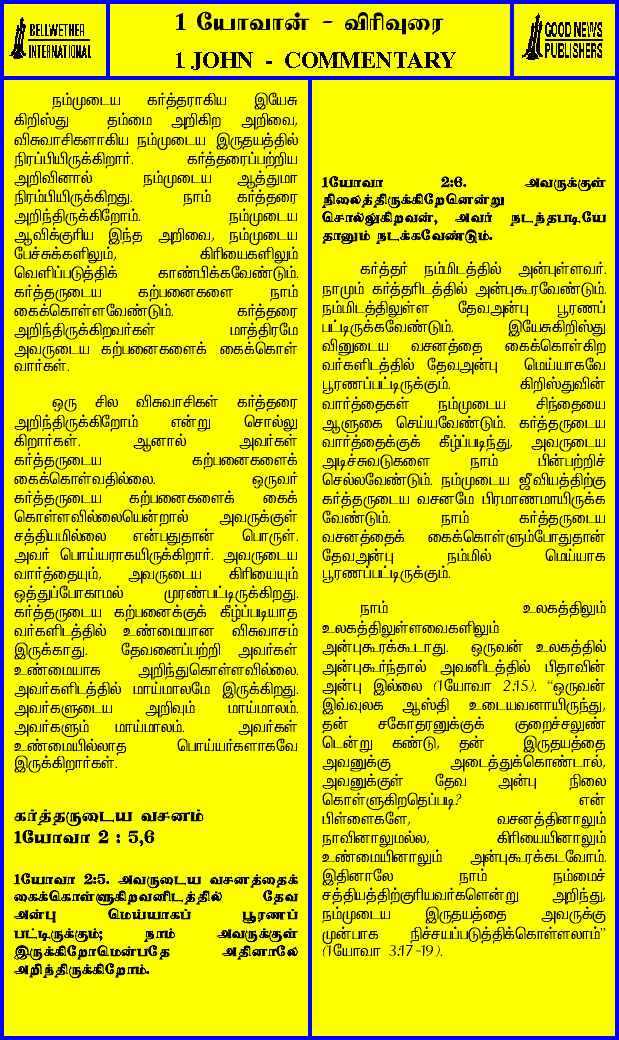 BELLWETHER
INTERNATIONAL
1 யோவான் - விரிவுரை
1 JOHN - COMMENTARY
GOOD NEWS
PUBLISHERS
நம்முடைய கர்த்தராகிய இயேசு
கிறிஸ்து தம்மை அறிகிற அறிவை,
விசுவாசிகளாகிய நம்முடைய இருதயத்தில்
நிரப்பியிருக்கிறார். கர்த்தரைப்பற்றிய
அறிவினால் நம்முடைய ஆத்துமா
நிரம்பியிருக்கிறது. நாம் கர்த்தரை
அறிந்திருக்கிறோம். நம்முடைய
ஆவிக்குரிய இந்த அறிவை, நம்முடைய
பேச்சுக்களிலும், கிரியைகளிலும்
வெளிப்படுத்திக் காண்பிக்கவேண்டும்.
கர்த்தருடைய கற்பனைகளை நாம்
கைக்கொள்ளவேண்டும். கர்த்தரை
அறிந்திருக்கிறவர்கள் மாத்திரமே
அவருடைய கற்பனைகளைக் கைக்கொள்
வார்கள்.
ஒரு சில விசுவாசிகள் கர்த்தரை
அறிந்திருக்கிறோம் என்று சொல்லு
கிறார்கள். ஆனால் அவர்கள்
கர்த்தருடைய கற்பனைகளைக்
கைக்கொள்வதில்லை. ஒருவர்
கர்த்தருடைய கற்பனைகளைக் கைக்
கொள்ளவில்லையென்றால் அவருக்குள்
சத்தியமில்லை என்பதுதான் பொருள்.
அவர் பொய்யராகயிருக்கிறார். அவருடைய
வார்த்தையும், அவருடைய கிரியையும்
ஒத்துப்போகாமல் முரண்பட்டிருக்கிறது.
கர்த்தருடைய கற்பனைக்குக் கீழ்ப்படியாத
வர்களிடத்தில் உண்மையான விசுவாசம்
இருக்காது. தேவனைப்பற்றி அவர்கள்
உண்மையாக அறிந்துகொள்ளவில்லை.
அவர்களிடத்தில் மாய்மாலமே இருக்கிறது.
அவர்களுடைய அறிவும் மாய்மாலம்.
அவர்களும் மாய்மாலம். அவர்கள்
உண்மையில்லாத பொய்யர்களாகவே
இருக்கிறார்கள்.
கர்த்தருடைய வசனம்
1யோவா 2 : 5,6
1யோவா 2:5. அவருடைய வசனத்தைக்
கைக்கொள்ளுகிறவனிடத்தில் தேவ
அன்பு மெய்யாகப் பூரணப்
பட்டிருக்கும்; நாம் அவருக்குள்
இருக்கிறோமென்பதே அதினாலே
அறிந்திருக்கிறோம்.
1யோவா 2:6. அவருக்குள்
நிலைத்திருக்கிறேனென்று
சொல்லுகிறவன், அவர் நடந்தபடியே
தானும் நடக்கவேண்டும்.
கர்த்தர் நம்மிடத்தில் அன்புள்ளவர்.
நாமும் கர்த்தரிடத்தில் அன்புகூரவேண்டும்.
நம்மிடத்திலுள்ள தேவஅன்பு பூரணப்
பட்டிருக்கவேண்டும். இயேசுகிறிஸ்து
வினுடைய வசனத்தை கைக்கொள்கிற
வர்களிடத்தில் தேவஅன்பு மெய்யாகவே
பூரணப்பட்டிருக்கும். கிறிஸ்துவின்
வார்த்தைகள் நம்முடைய சிந்தையை
ஆளுகை செய்யவேண்டும். கர்த்தருடைய
வார்த்தைக்குக் கீழ்ப்படிந்து, அவருடைய
அடிச்சுவடுகளை நாம் பின்பற்றிச்
செல்லவேண்டும். நம்முடைய ஜீவியத்திற்கு
கர்த்தருடைய வசனமே பிரமாணமாயிருக்க
வேண்டும். நாம் கர்த்தருடைய
வசனத்தைக் கைக்கொள்ளும்போதுதான்
தேவஅன்பு நம்மில் மெய்யாக
பூரணப்பட்டிருக்கும்.
நாம் உலகத்திலும்
உலகத்திலுள்ளவைகளிலும்
அன்புகூரக்கூடாது. ஒருவன் உலகத்தில்
அன்புகூர்ந்தால் அவனிடத்தில் பிதாவின்
அன்பு இல்லை (1யோவா 2:15). "ஒருவன்
இவ்வுலக ஆஸ்தி உடையவனாயிருந்து,
தன் சகோதரனுக்குக் குறைச்சலுண்
டென்று கண்டு, தன் இருதயத்தை
அவனுக்கு அடைத்துக்கொண்டால்,
அவனுக்குள் தேவ அன்பு நிலை
கொள்ளுகிறதெப்படி? என்
பிள்ளைகளே, வசனத்தினாலும்
நாவினாலுமல்ல, கிரியையினாலும்
உண்மையினாலும் அன்புகூரக்கடவோம்.
இதினாலே நாம் நம்மைச்
சத்தியத்திற்குரியவர்களென்று அறிந்து,
நம்முடைய இருதயத்தை அவருக்கு
முன்பாக நிச்சயப்படுத்திக்கொள்ளலாம்"
(1யோவா 3:17-19).